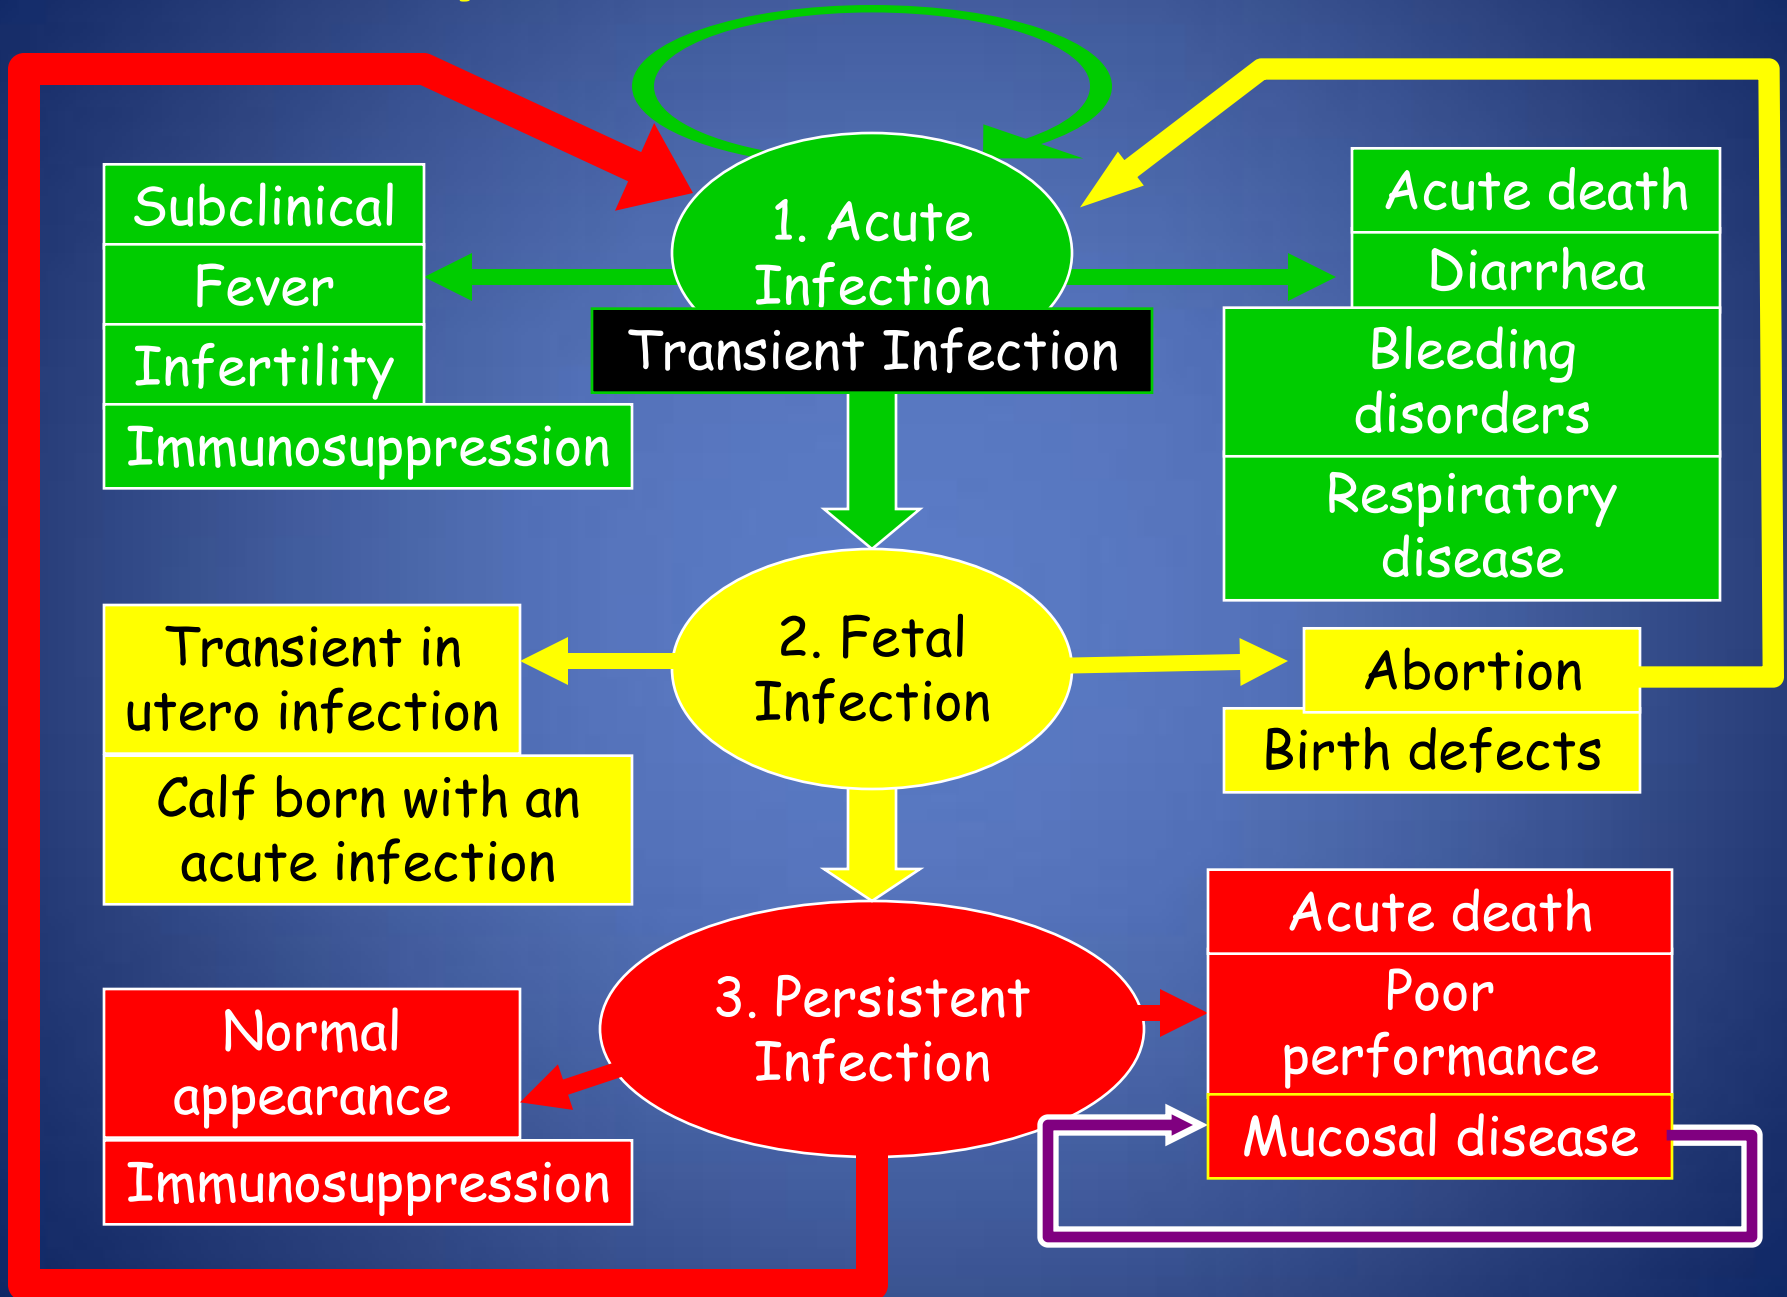 Subclinical
Fever
Infertility
Immunosuppression
1. Acute
Infection
Transient Infection
Acute death
Diarrhea
Bleeding
disorders
Respiratory
disease
Transient in
utero infection
Calf born with an
acute infection
2. Fetal
Infection
Abortion
Birth defects
Normal
appearance
Immunosuppression
3. Persistent
Infection
Acute death
Poor
performance
Mucosal disease